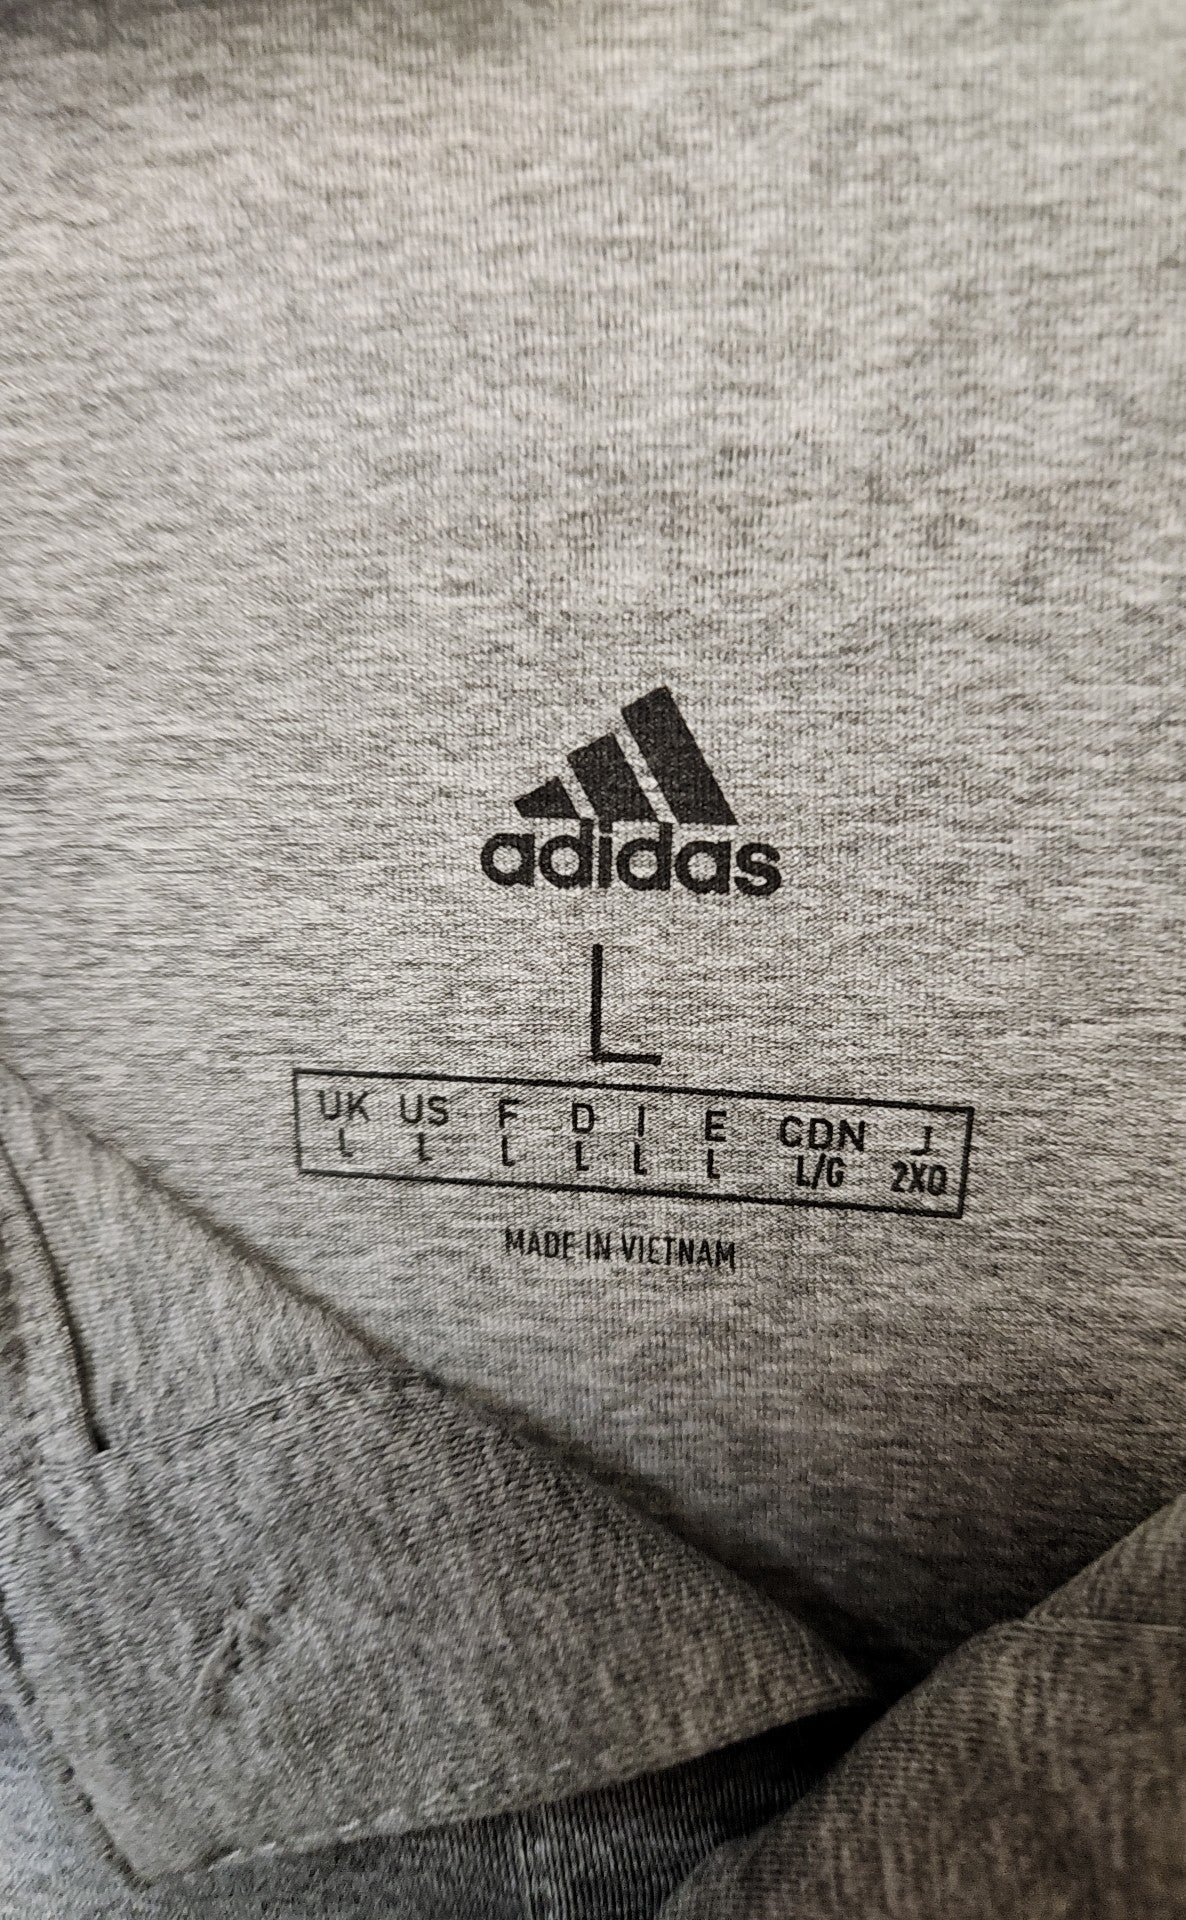 adidas
L
UK US F D I E CDN J
L L L L L L L/G 2XO
MADE IN VIETNAM